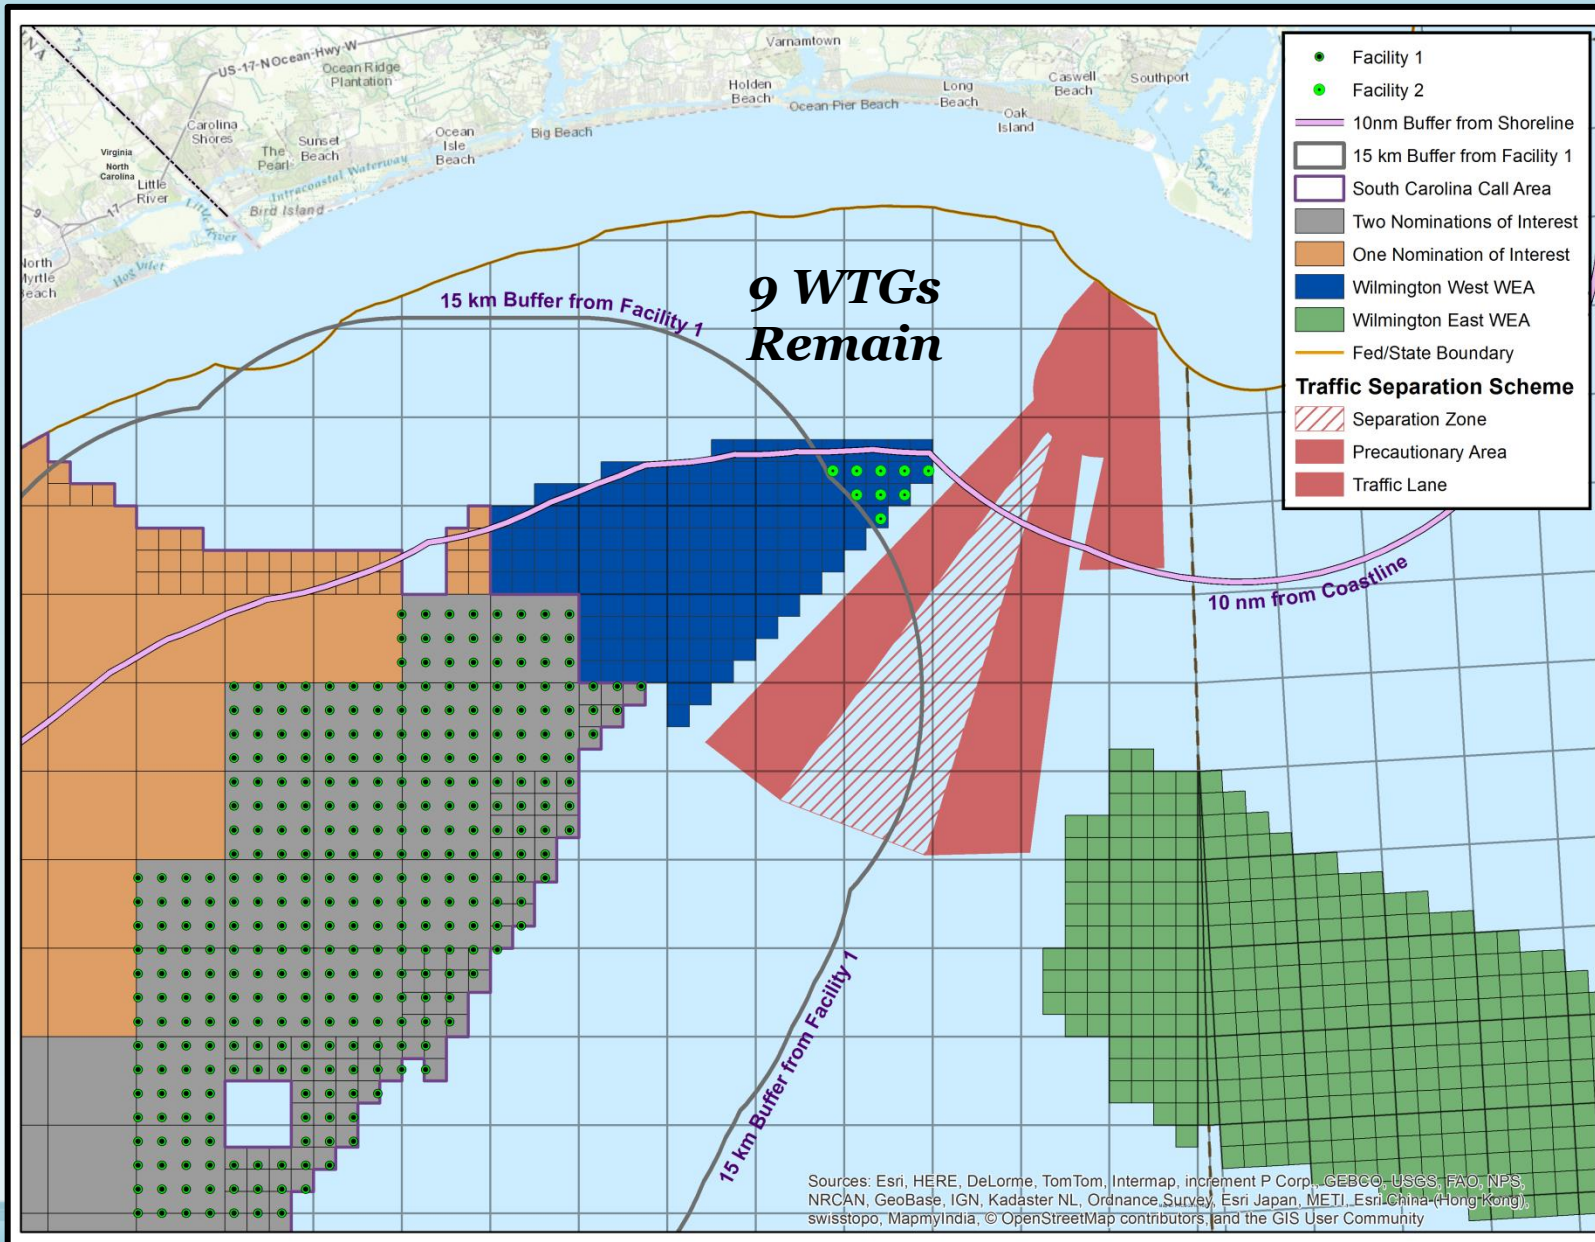 NA
US-17-N Ocean-Hwy-W
Ocean Ridge
Plantation
Varnamtown
Holden
Beach
Ocean Pier Beach
Long
Beach
Caswell
Beach
Southport
Oak
Island
Carolina
Shores
The
Pearl
Sunset
Beach
Ocean
Isle
Beach
Big Beach
Virginia
North
Carolina
Little
River
Intracoastal Waterway
Bird Island
Little
River
9
17
North
Myrtle
Beach
Hog Inlet
Facility 1
Facility 2
10nm Buffer from Shoreline
15 km Buffer from Facility 1
South Carolina Call Area
Two Nominations of Interest
One Nomination of Interest
Wilmington West WEA
Wilmington East WEA
Fed/State Boundary
Traffic Separation Scheme
Separation Zone
Precautionary Area
Traffic Lane
9 WTGs
Remain
15 km Buffer from Facility 1
10 nm from Coastline
15 km Buffer from Facility 1
Sources: Esri, HERE, DeLorme, TomTom, Intermap, increment P Corp., GEBCO, USGS, FAO, NPS,
NRCAN, GeoBase, IGN, Kadaster NL, Ordnance Survey, Esri Japan, METI, Esri China (Hong Kong),
swisstopo, MapmyIndia, © OpenStreetMap contributors, and the GIS User Community